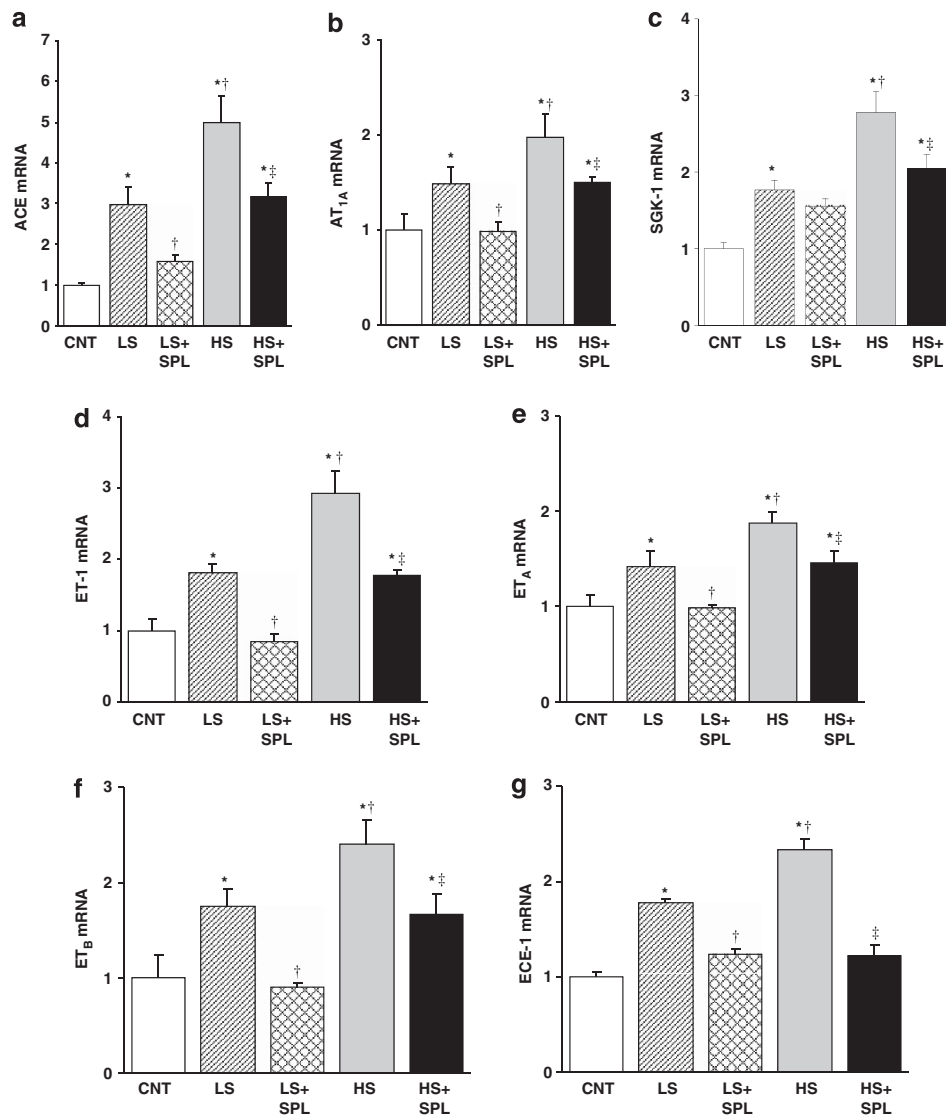 a
7
6
5
4
3
2
1
0
ACE mRNA
*
†
*†
*‡
CNT LS LS+ HS HS+
SPL SPL
b
3
2
1
0
AT1A mRNA
*
†
*†
*‡
CNT LS LS+ HS HS+
SPL SPL
c
4
3
2
1
0
SGK-1 mRNA
*
*†
*‡
CNT LS LS+ HS HS+
SPL SPL
d
4
3
2
1
0
ET-1 mRNA
*
†
*†
*‡
CNT LS LS+ HS HS+
SPL SPL
e
3
2
1
0
ETA mRNA
*
†
*†
*‡
CNT LS LS+ HS HS+
SPL SPL
f
3
2
1
0
ETB mRNA
*
†
*†
*‡
CNT LS LS+ HS HS+
SPL SPL
g
3
2
1
0
ECE-1 mRNA
*
†
*†
‡
CNT LS LS+ HS HS+
SPL SPL